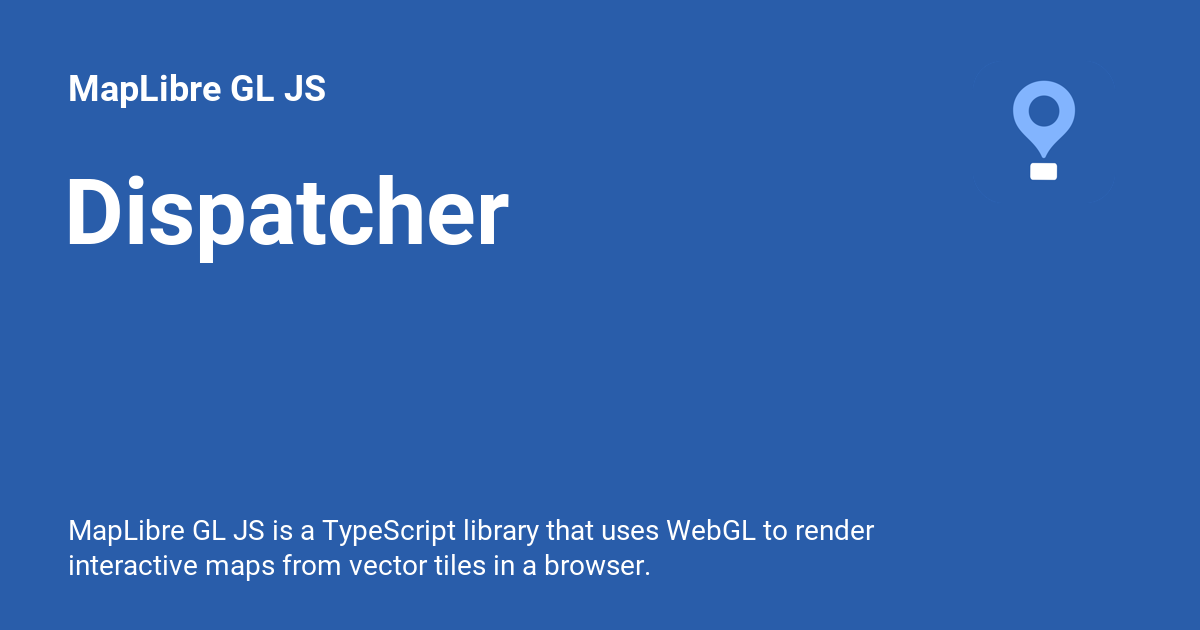 MapLibre GL JS
Dispatcher
MapLibre GL JS is a TypeScript library that uses WebGL to render
interactive maps from vector tiles in a browser.